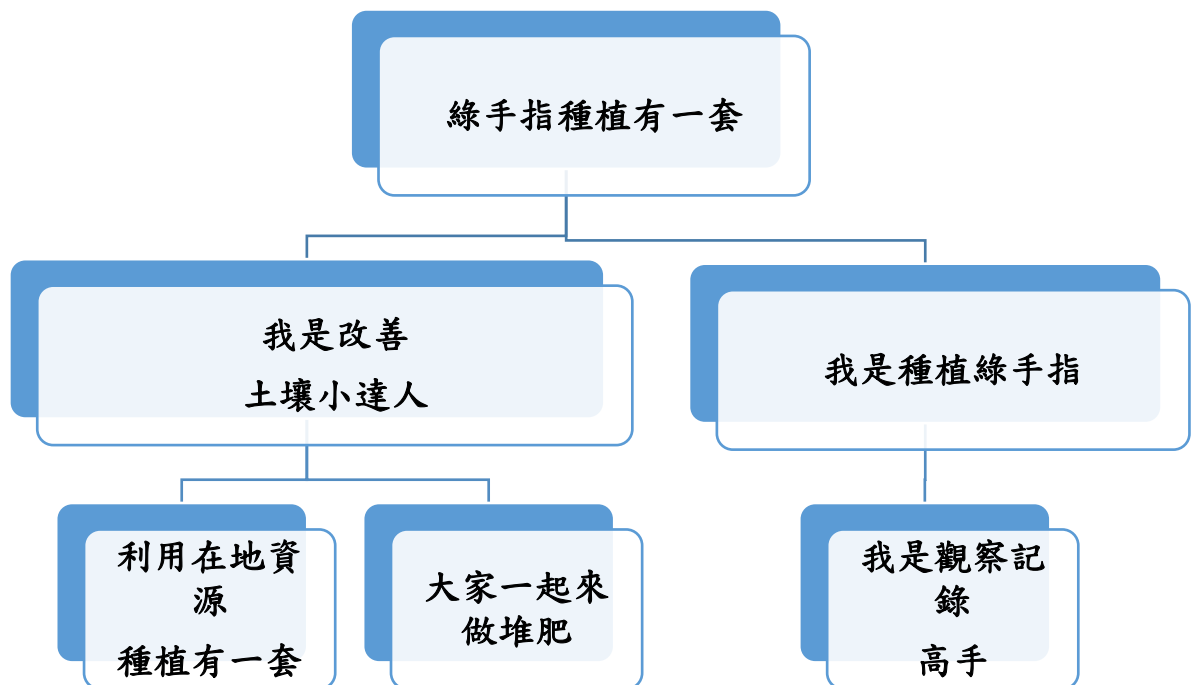 綠手指種植有一套
我是改善
土壤小達人
我是種植綠手指
利用在地資
源
種植有一套
大家一起來
做堆肥
我是觀察記
錄
高手